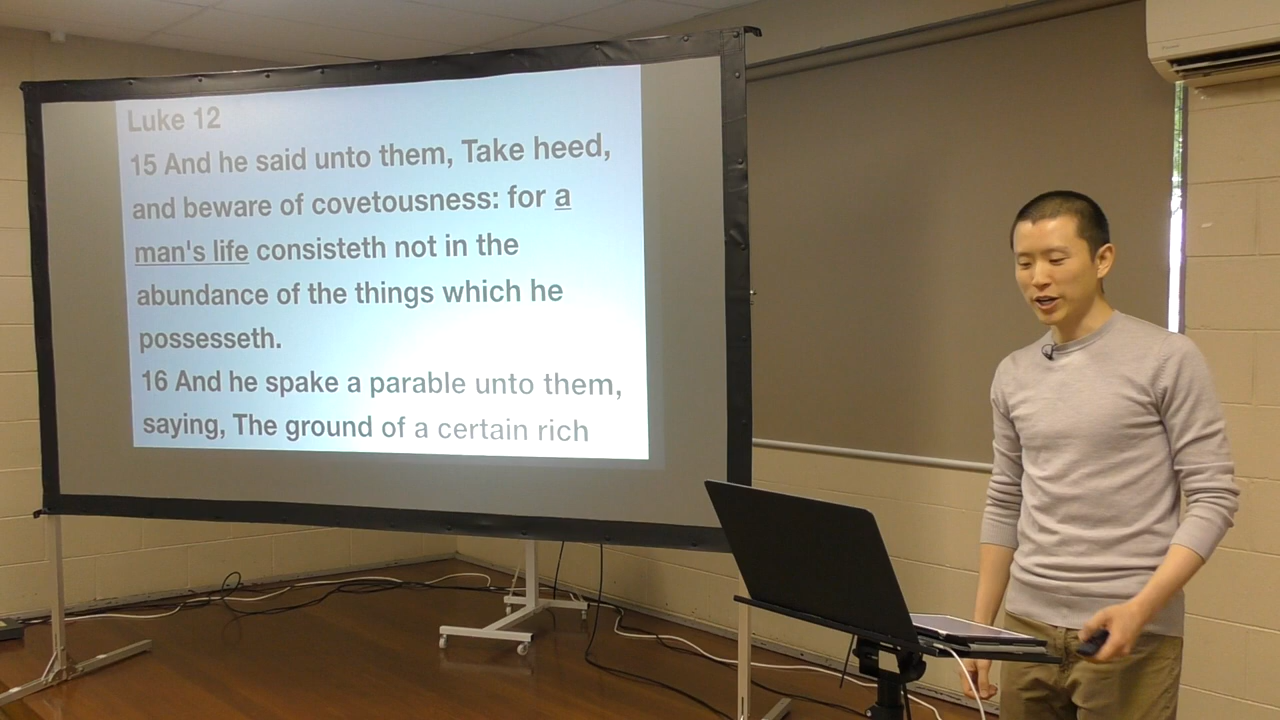 Luke 12
15 And he said unto them, Take heed,
and beware of covetousness: for a
man's life consisteth not in the
abundance of the things which he
possesseth.
16 And he spake a parable unto them,
saying, The ground of a certain rich